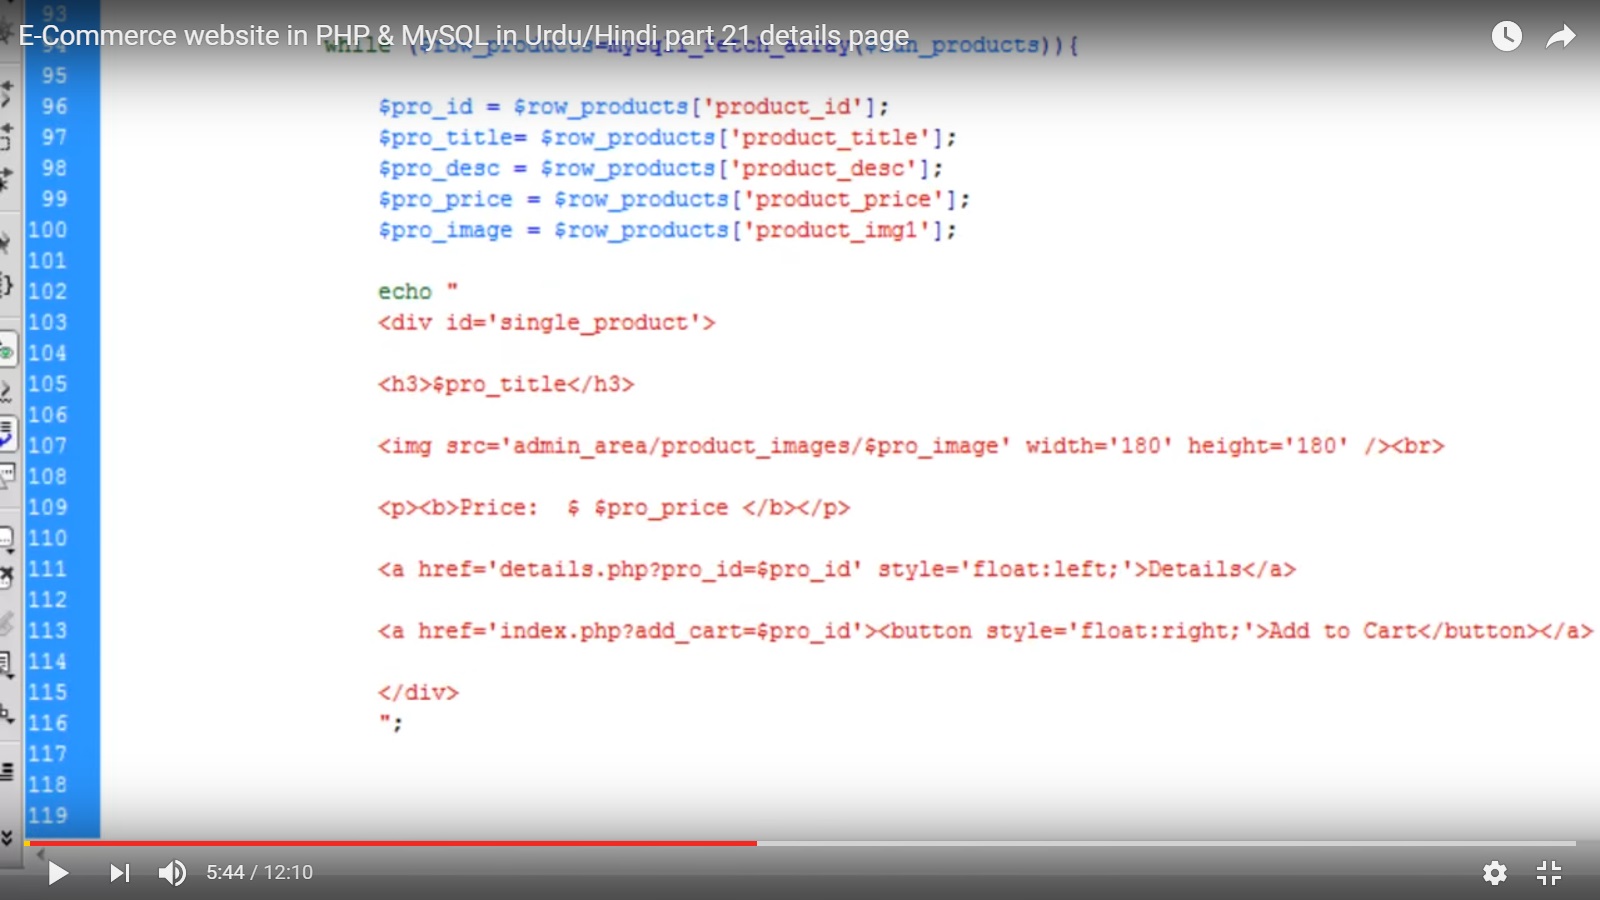 93
E-Commerce website in PHP & MySQL in Urdu/Hindi part 21 details page
94 while ($row_products=mysqli_fetch_array($run_products)){
95
96 $pro_id = $row_products['product_id'];
97 $pro_title= $row_products['product_title'];
98 $pro_desc = $row_products['product_desc'];
99 $pro_price = $row_products['product_price'];
100 $pro_image = $row_products['product_img1'];
101
102 echo "
103 <div id='single_product'>
104
105 <h3>$pro_title</h3>
106
107 <img src='admin_area/product_images/$pro_image' width='180' height='180' /><br>
108
109 <p><b>Price:  $ $pro_price </b></p>
110
111 <a href='details.php?pro_id=$pro_id' style='float:left;'>Details</a>
112
113 <a href='index.php?add_cart=$pro_id'><button style='float:right;'>Add to Cart</button></a>
114
115 </div>
116 ";
117
118
119
5:44 / 12:10